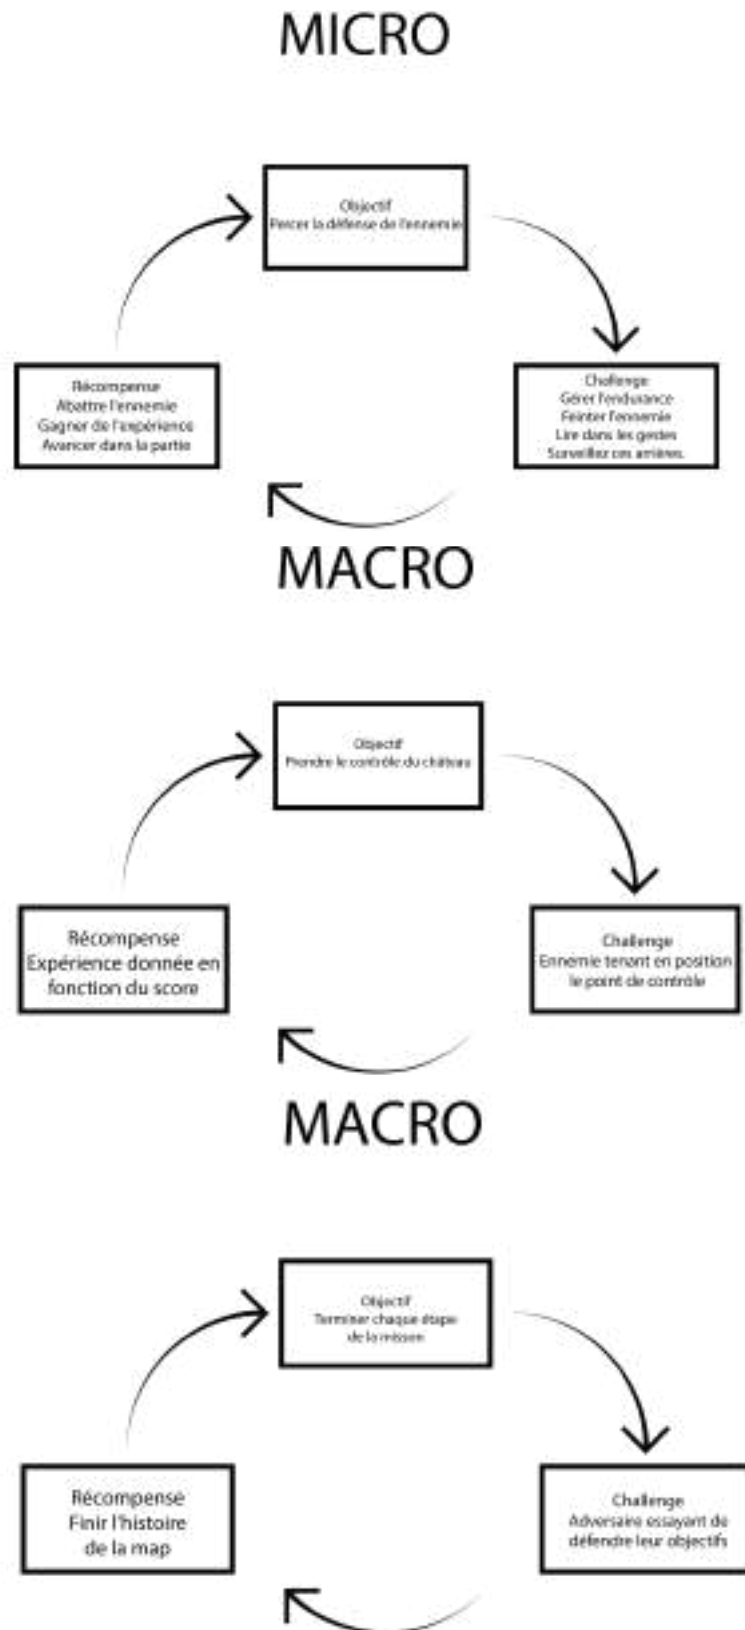 MICRO
Objectif
Percer la défense de l'ennemie
Récompense
Abattre l'ennemie
Gagner de l'expérience
Avancer dans la partie
Challenge
Gérer l'endurance
Feinter l'ennemie
Lire dans les gestes
Surveillez ces arrières.
MACRO
Objectif
Prendre le contrôle du château
Récompense
Expérience donnée en
fonction du score
Challenge
Ennemie tenant en position
le point de contrôle
MACRO
Objectif
Terminer chaque étape
de la misson
Récompense
Finir l'histoire
de la map
Challenge
Adversaire essayant de
défendre leur objectifs